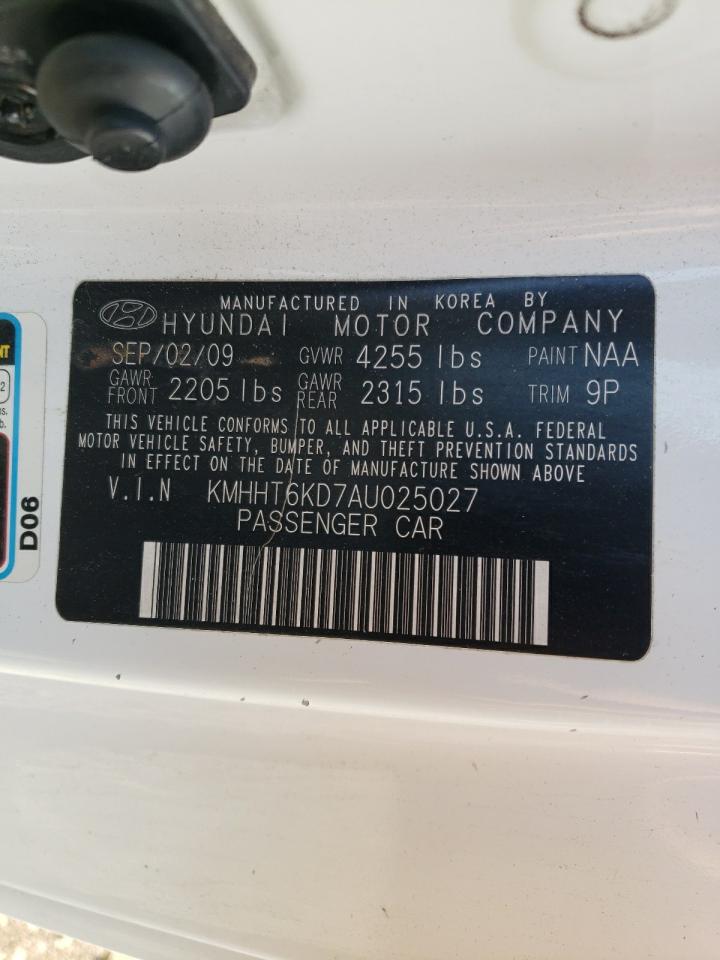 MANUFACTURED IN KOREA BY
HYUNDAI MOTOR COMPANY
SEP/02/09 GVWR 4255 lbs PAINT NAA
GAWR FRONT 2205 lbs GAWR REAR 2315 lbs TRIM 9P
THIS VEHICLE CONFORMS TO ALL APPLICABLE U.S.A. FEDERAL
MOTOR VEHICLE SAFETY, BUMPER, AND THEFT PREVENTION STANDARDS
IN EFFECT ON THE DATE OF MANUFACTURE SHOWN ABOVE
V.I.N KMHHT6KD7AU025027
PASSENGER CAR
NT
2
s.
b.
D06